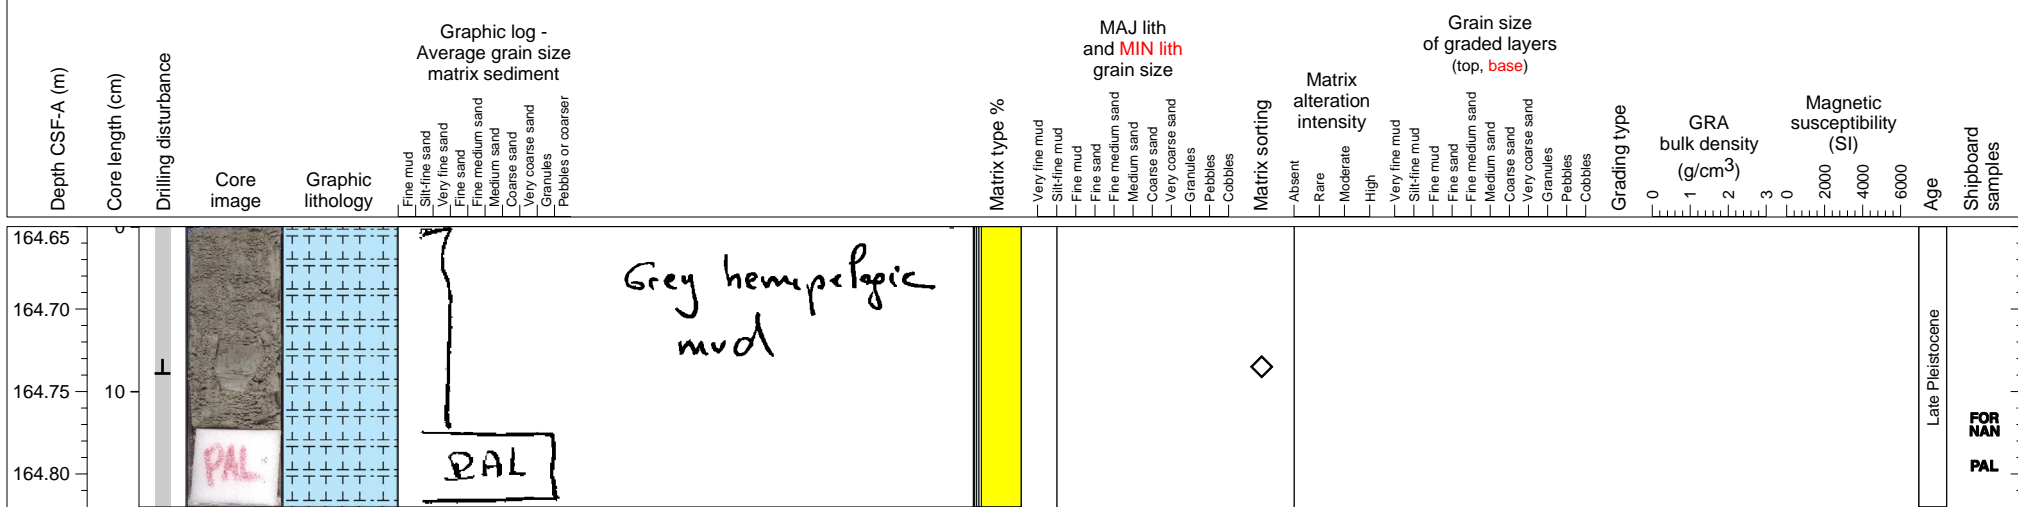 Depth CSF-A (m)
Core length (cm)
Drilling disturbance
Core
image
Graphic
lithology
Graphic log -
Average grain size
matrix sediment
Fine mud
Silt-fine sand
Very fine sand
Fine sand
Fine medium sand
Medium sand
Coarse sand
Very coarse sand
Granules
Pebbles or coarser
Matrix type %
MAJ lith
and MIN lith
grain size
Very fine mud
Silt-fine mud
Fine mud
Fine sand
Fine medium sand
Medium sand
Coarse sand
Very coarse sand
Granules
Pebbles
Cobbles
Matrix sorting
Matrix
alteration
intensity
Absent
Rare
Moderate
High
Grain size
of graded layers
(top, base)
Very fine mud
Silt-fine mud
Fine mud
Fine sand
Fine medium sand
Medium sand
Coarse sand
Very coarse sand
Granules
Pebbles
Cobbles
Grading type
GRA
bulk density
(g/cm3)
0 1 2 3
Magnetic
susceptibility
(SI)
0 2000 4000 6000
Age
Shipboard
samples
164.65
164.70
164.75
164.80
0
10
PAL
Grey hemipelagic
mud
PAL
Late Pleistocene
FOR
NAN
PAL